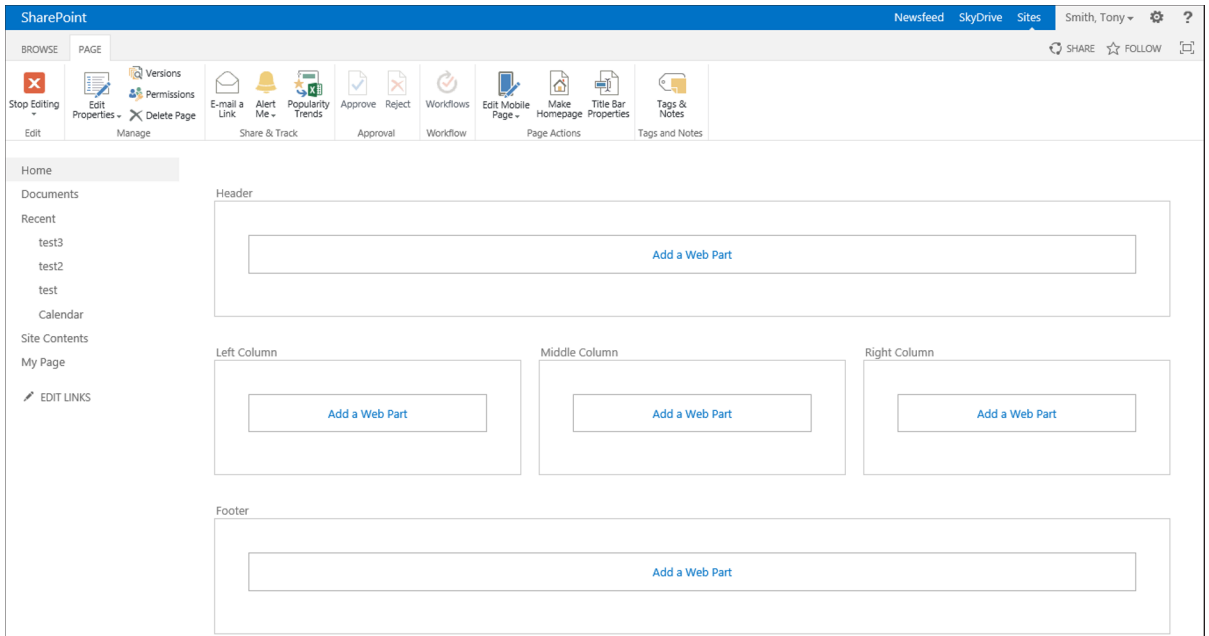 SharePoint
Newsfeed SkyDrive Sites Smith, Tony ?
BROWSE PAGE
SHARE FOLLOW
Stop Editing
Edit
Edit
Properties
Versions
Permissions
Delete Page
Manage
E-mail a
Link
Alert
Me
Popularity
Trends
Share & Track
Approve Reject
Approval
Workflows
Workflow
Edit Mobile
Page
Make
Homepage
Title Bar
Properties
Page Actions
Tags &
Notes
Tags and Notes
Home
Documents
Recent
test3
test2
test
Calendar
Site Contents
My Page
EDIT LINKS
Header
Add a Web Part
Left Column
Add a Web Part
Middle Column
Add a Web Part
Right Column
Add a Web Part
Footer
Add a Web Part